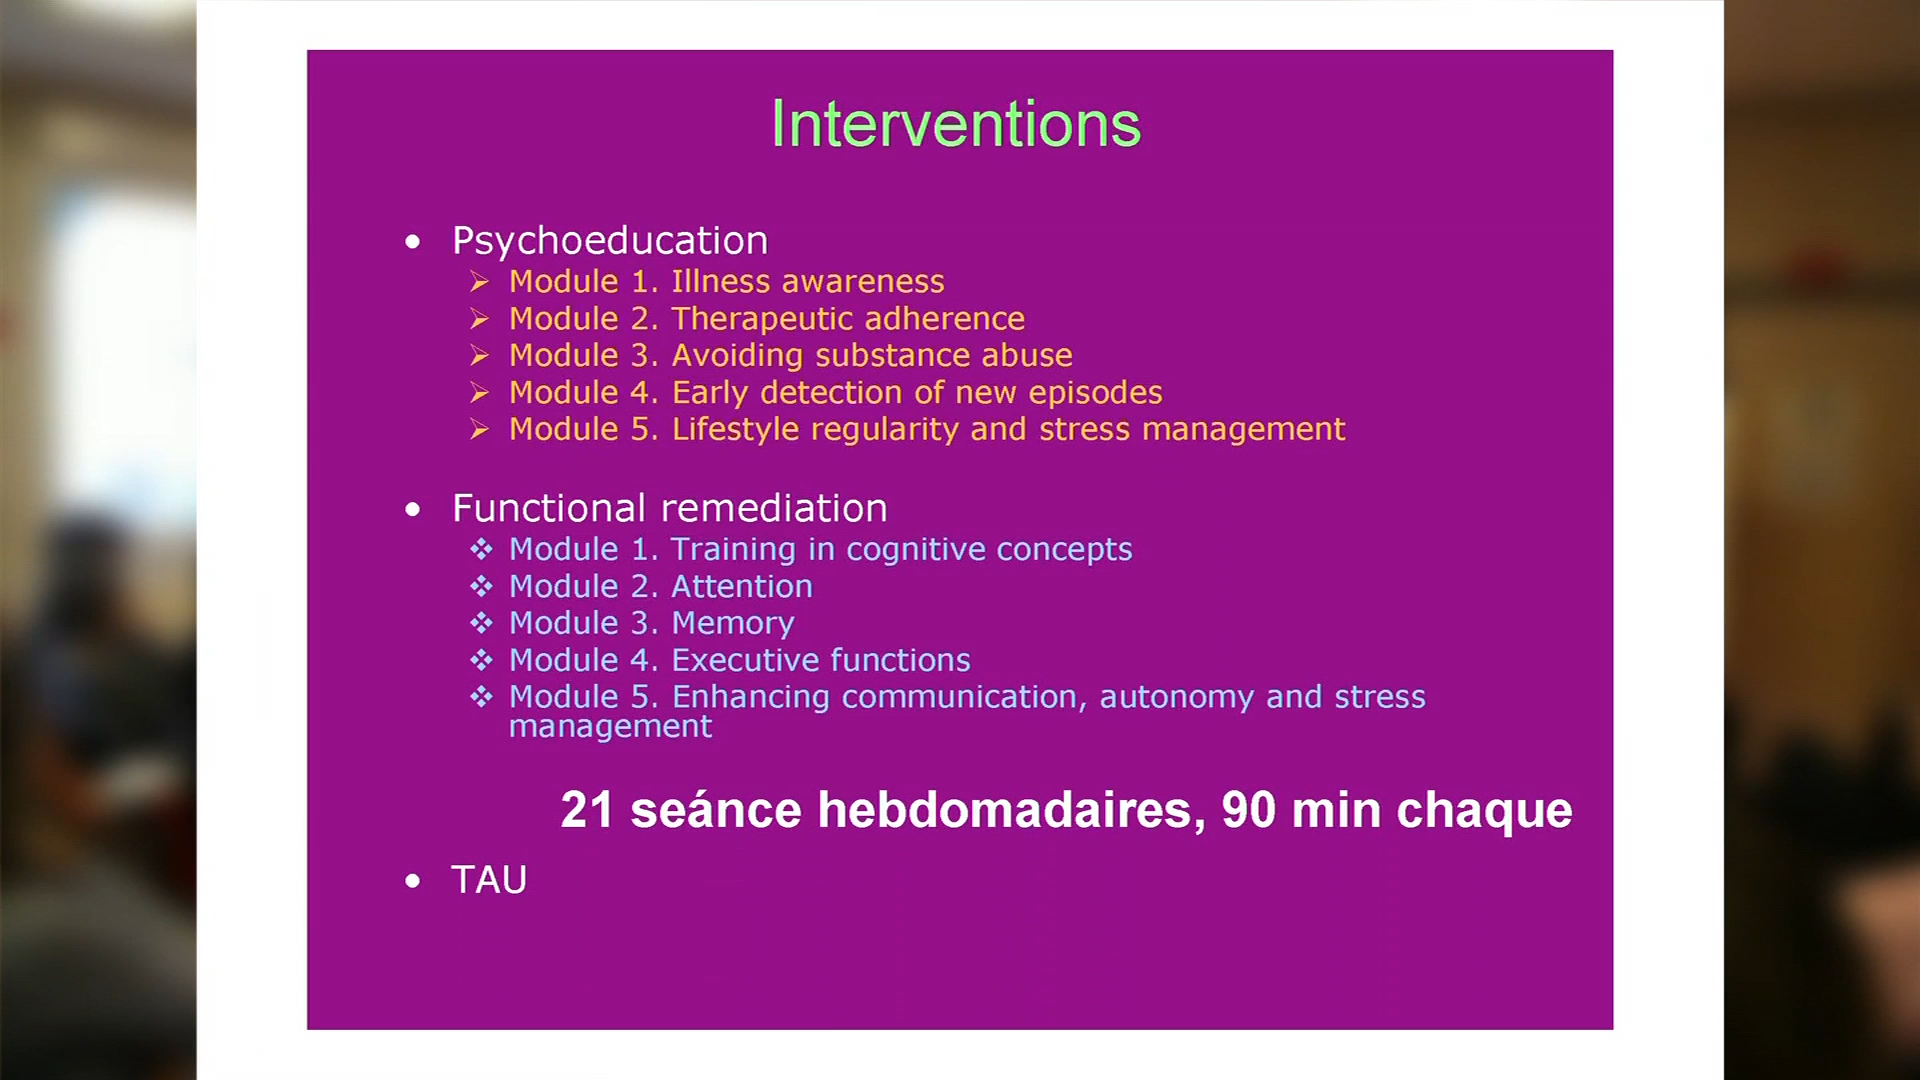 Interventions
• Psychoeducation
➢ Module 1. Illness awareness
➢ Module 2. Therapeutic adherence
➢ Module 3. Avoiding substance abuse
➢ Module 4. Early detection of new episodes
➢ Module 5. Lifestyle regularity and stress management
• Functional remediation
❖ Module 1. Training in cognitive concepts
❖ Module 2. Attention
❖ Module 3. Memory
❖ Module 4. Executive functions
❖ Module 5. Enhancing communication, autonomy and stress
management
21 seánce hebdomadaires, 90 min chaque
• TAU